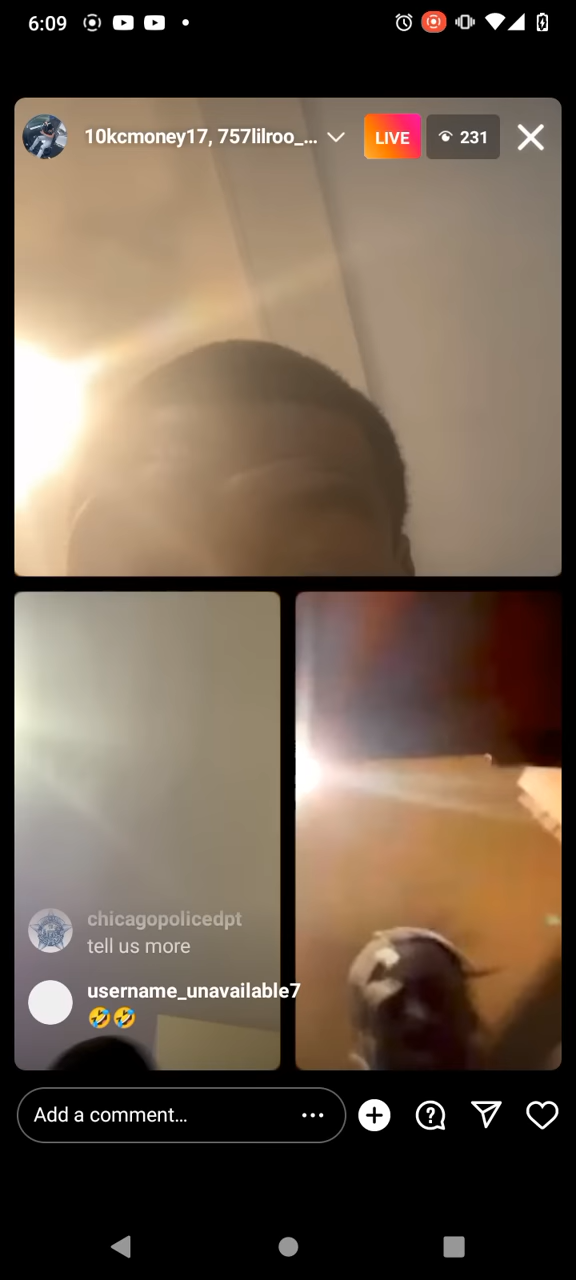 6:09
10kcmoney17, 757lilroo_...
LIVE
231
chicagopolicedpt
tell us more
username_unavailable7
🤣🤣
Add a comment...